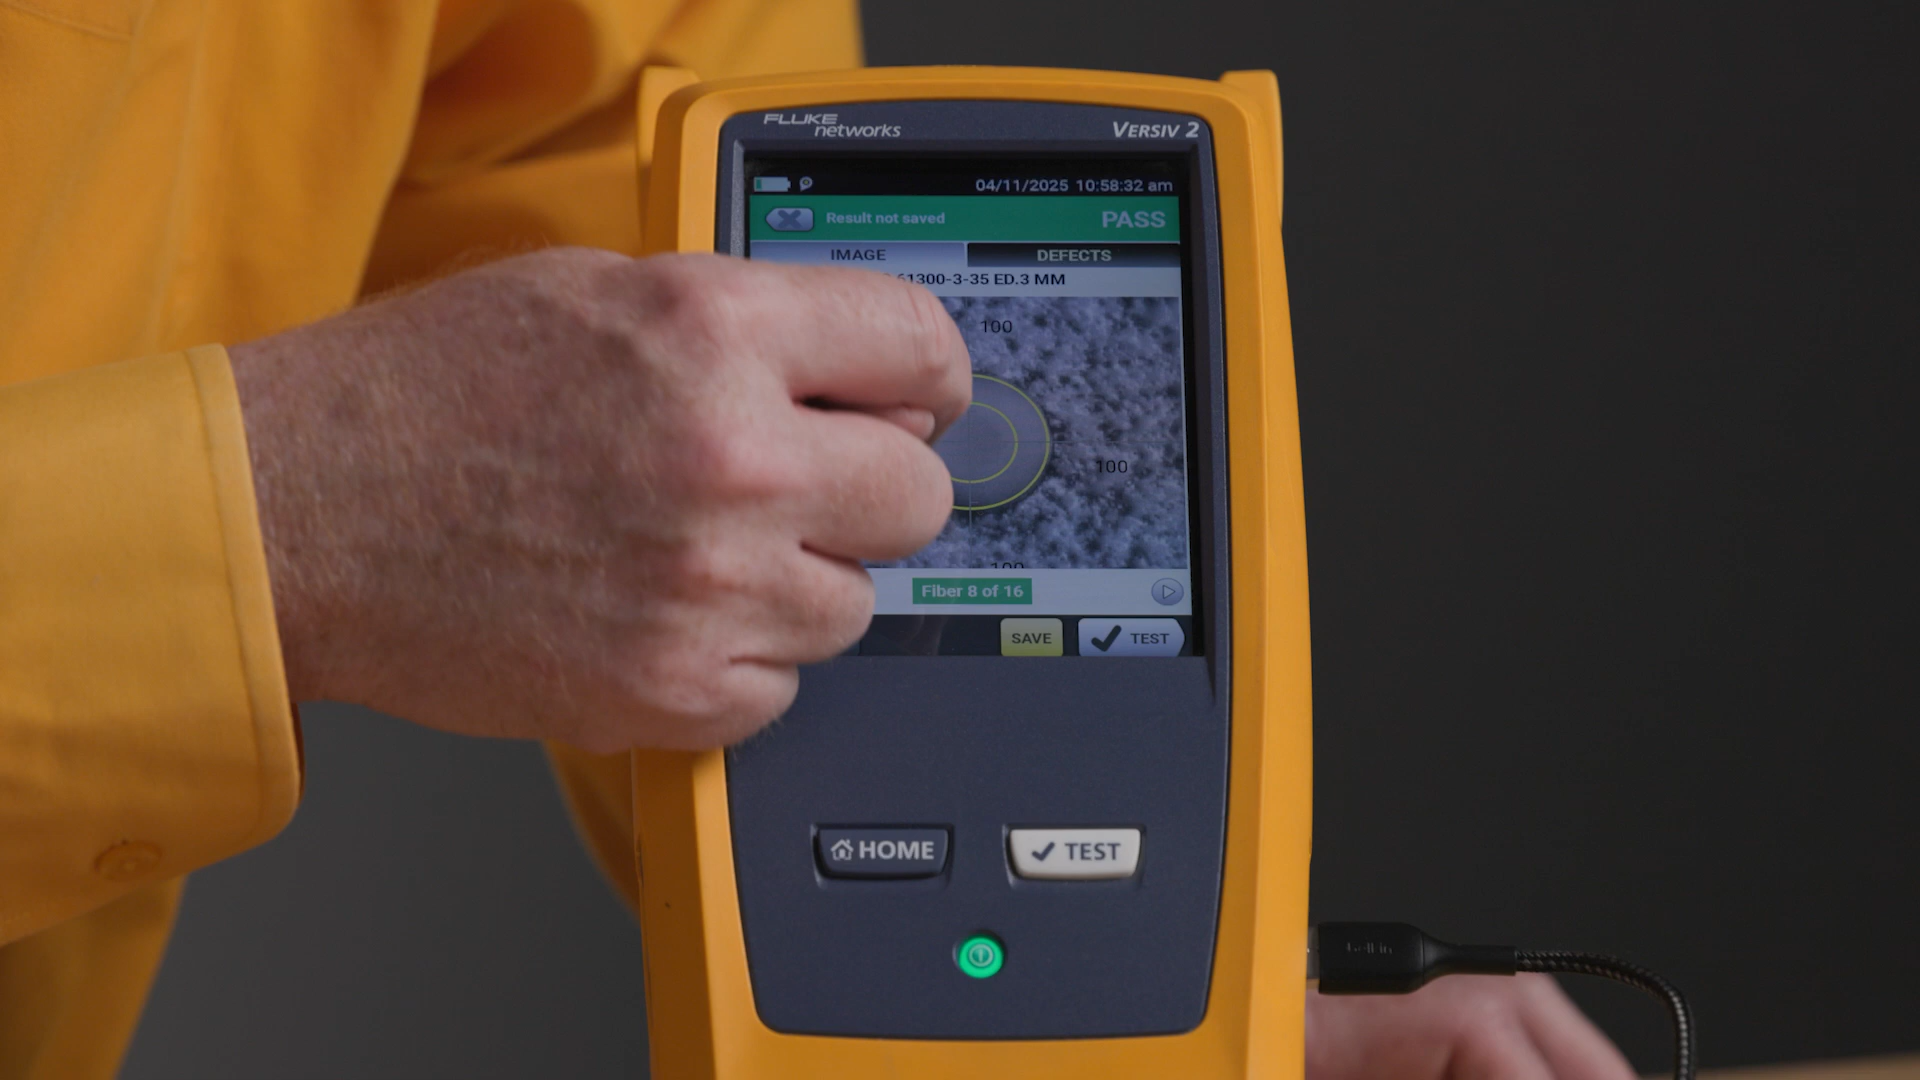 FLUKE
networks
VERSIV 2
04/11/2025 10:58:32 am
Result not saved
PASS
IMAGE
DEFECTS
61300-3-35 ED.3 MM
100
100
100
Fiber 8 of 16
SAVE
TEST
HOME
TEST